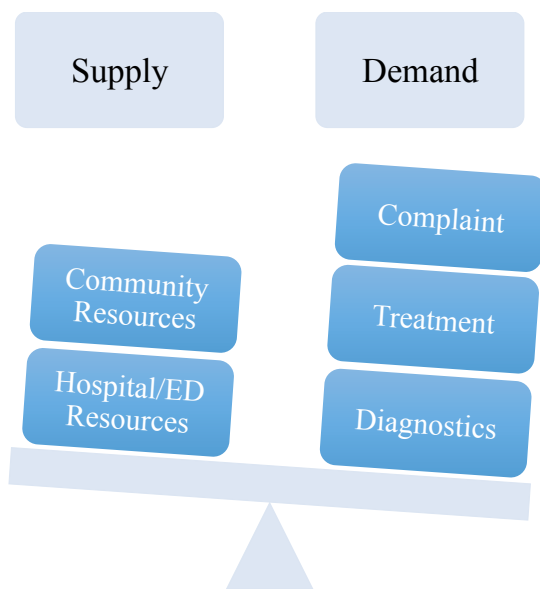 Supply
Demand
Complaint
Community
Resources
Treatment
Hospital/ED
Resources
Diagnostics